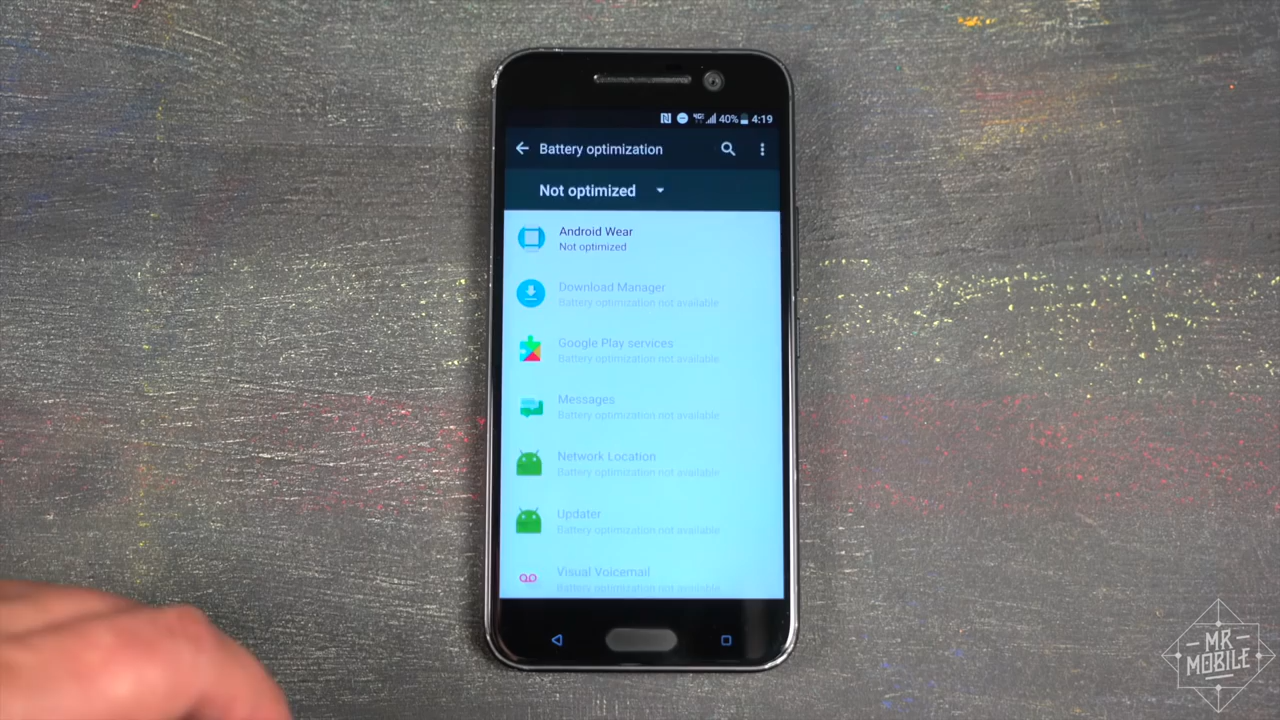 4G 40% 4:19
Battery optimization
Not optimized
Android Wear
Not optimized
Download Manager
Battery optimization not available
Google Play services
Battery optimization not available
Messages
Battery optimization not available
Network Location
Battery optimization not available
Updater
Battery optimization not available
Visual Voicemail
Battery optimization not available
MR
MOBILE